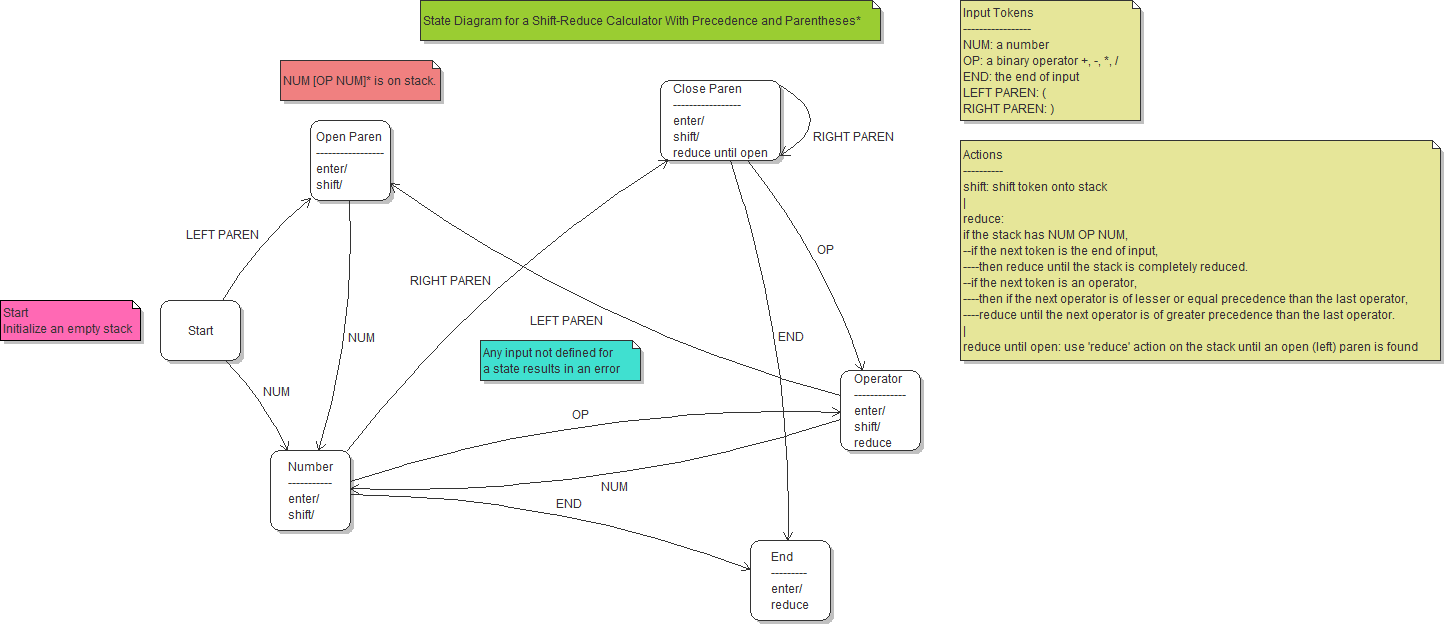 State Diagram for a Shift-Reduce Calculator With Precedence and Parentheses*
Input Tokens
-----------------
NUM: a number
OP: a binary operator +, -, *, /
END: the end of input
LEFT PAREN: (
RIGHT PAREN: )
NUM [OP NUM]* is on stack.
Close Paren
-----------------
enter/
shift/
reduce until open
RIGHT PAREN
Open Paren
-----------------
enter/
shift/
Actions
----------
shift: shift token onto stack
|
reduce:
if the stack has NUM OP NUM,
--if the next token is the end of input,
----then reduce until the stack is completely reduced.
--if the next token is an operator,
----then if the next operator is of lesser or equal precedence than the last operator,
----reduce until the next operator is of greater precedence than the last operator.
|
reduce until open: use 'reduce' action on the stack until an open (left) paren is found
LEFT PAREN
OP
RIGHT PAREN
Start
Initialize an empty stack
Start
LEFT PAREN
NUM
END
Any input not defined for
a state results in an error
NUM
Operator
-------------
enter/
shift/
reduce
OP
Number
-----------
enter/
shift/
NUM
END
End
---------
enter/
reduce